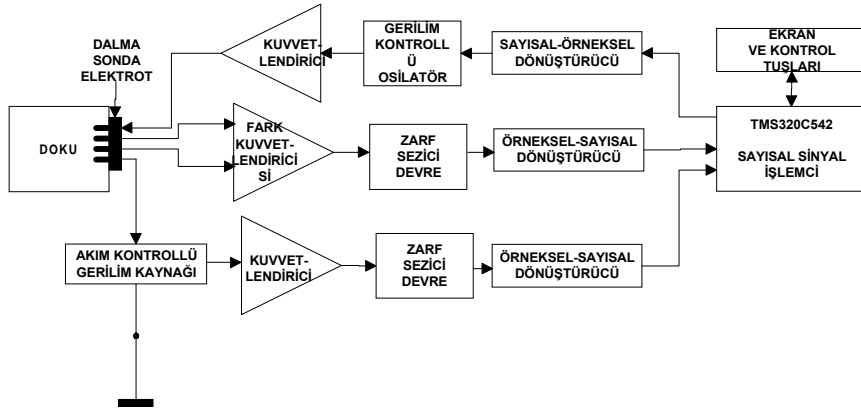 DALMA
SONDA
ELEKTROT
KUVVET-
LENDİRİCİ
GERİLİM
KONTROLL
Ü
OSİLATÖR
SAYISAL-ÖRNEKSEL
DÖNÜŞTÜRÜCÜ
EKRAN
VE KONTROL
TUŞLARI
DOKU
FARK
KUVVET-
LENDİRİCİ
Sİ
ZARF
SEZİCİ
DEVRE
ÖRNEKSEL-SAYISAL
DÖNÜŞTÜRÜCÜ
TMS320C542
SAYISAL SİNYAL
İŞLEMCİ
AKIM KONTROLLÜ
GERİLİM KAYNAĞI
KUVVET-
LENDİRİCİ
ZARF
SEZİCİ
DEVRE
ÖRNEKSEL-SAYISAL
DÖNÜŞTÜRÜCÜ